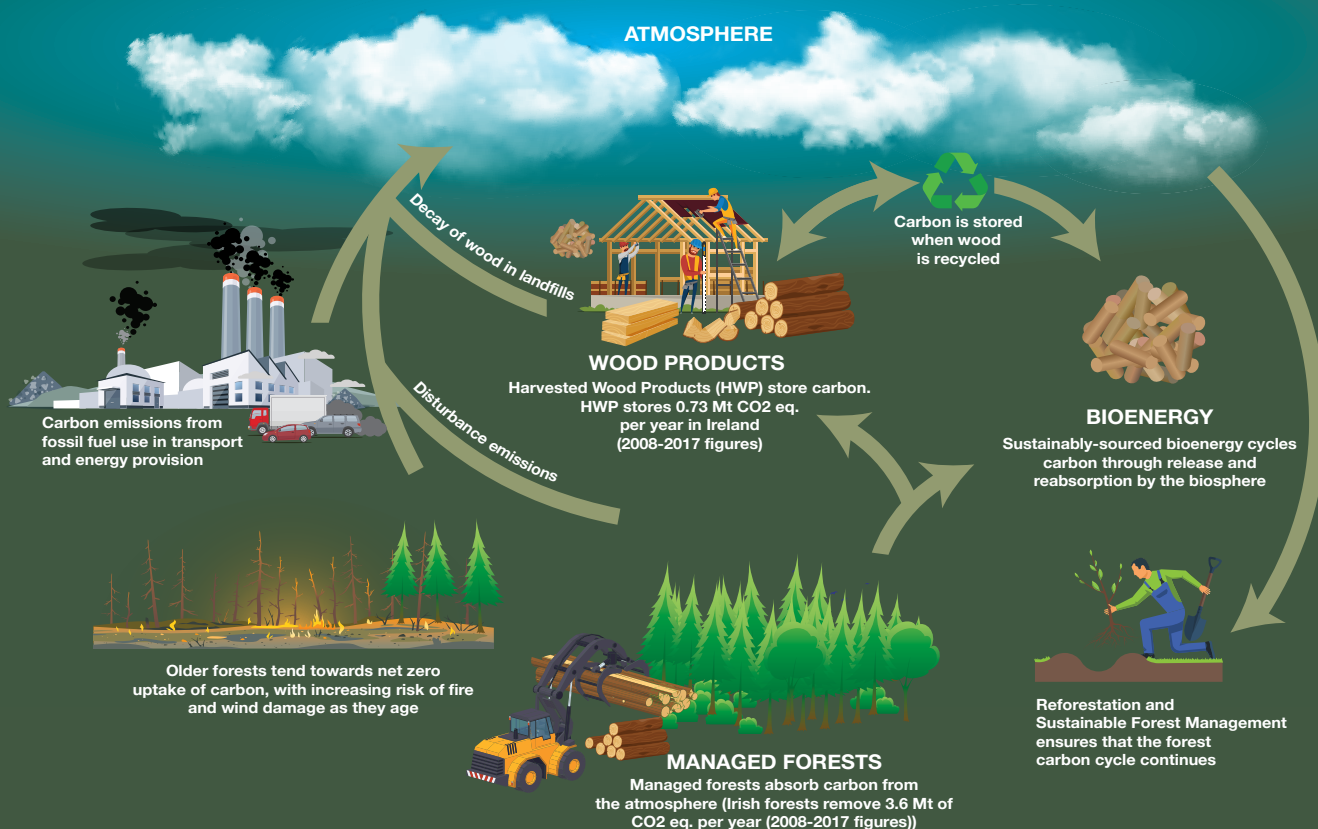 ATMOSPHERE
Decay of wood in landfills
Carbon is stored
when wood
is recycled
WOOD PRODUCTS
Harvested Wood Products (HWP) store carbon.
HWP stores 0.73 Mt CO2 eq.
per year in Ireland
(2008-2017 figures)
Carbon emissions from
fossil fuel use in transport
and energy provision
Disturbance emissions
BIOENERGY
Sustainably-sourced bioenergy cycles
carbon through release and
reabsorption by the biosphere
Older forests tend towards net zero
uptake of carbon, with increasing risk of fire
and wind damage as they age
MANAGED FORESTS
Managed forests absorb carbon from
the atmosphere (Irish forests remove 3.6 Mt of
CO2 eq. per year (2008-2017 figures))
Reforestation and
Sustainable Forest Management
ensures that the forest
carbon cycle continues